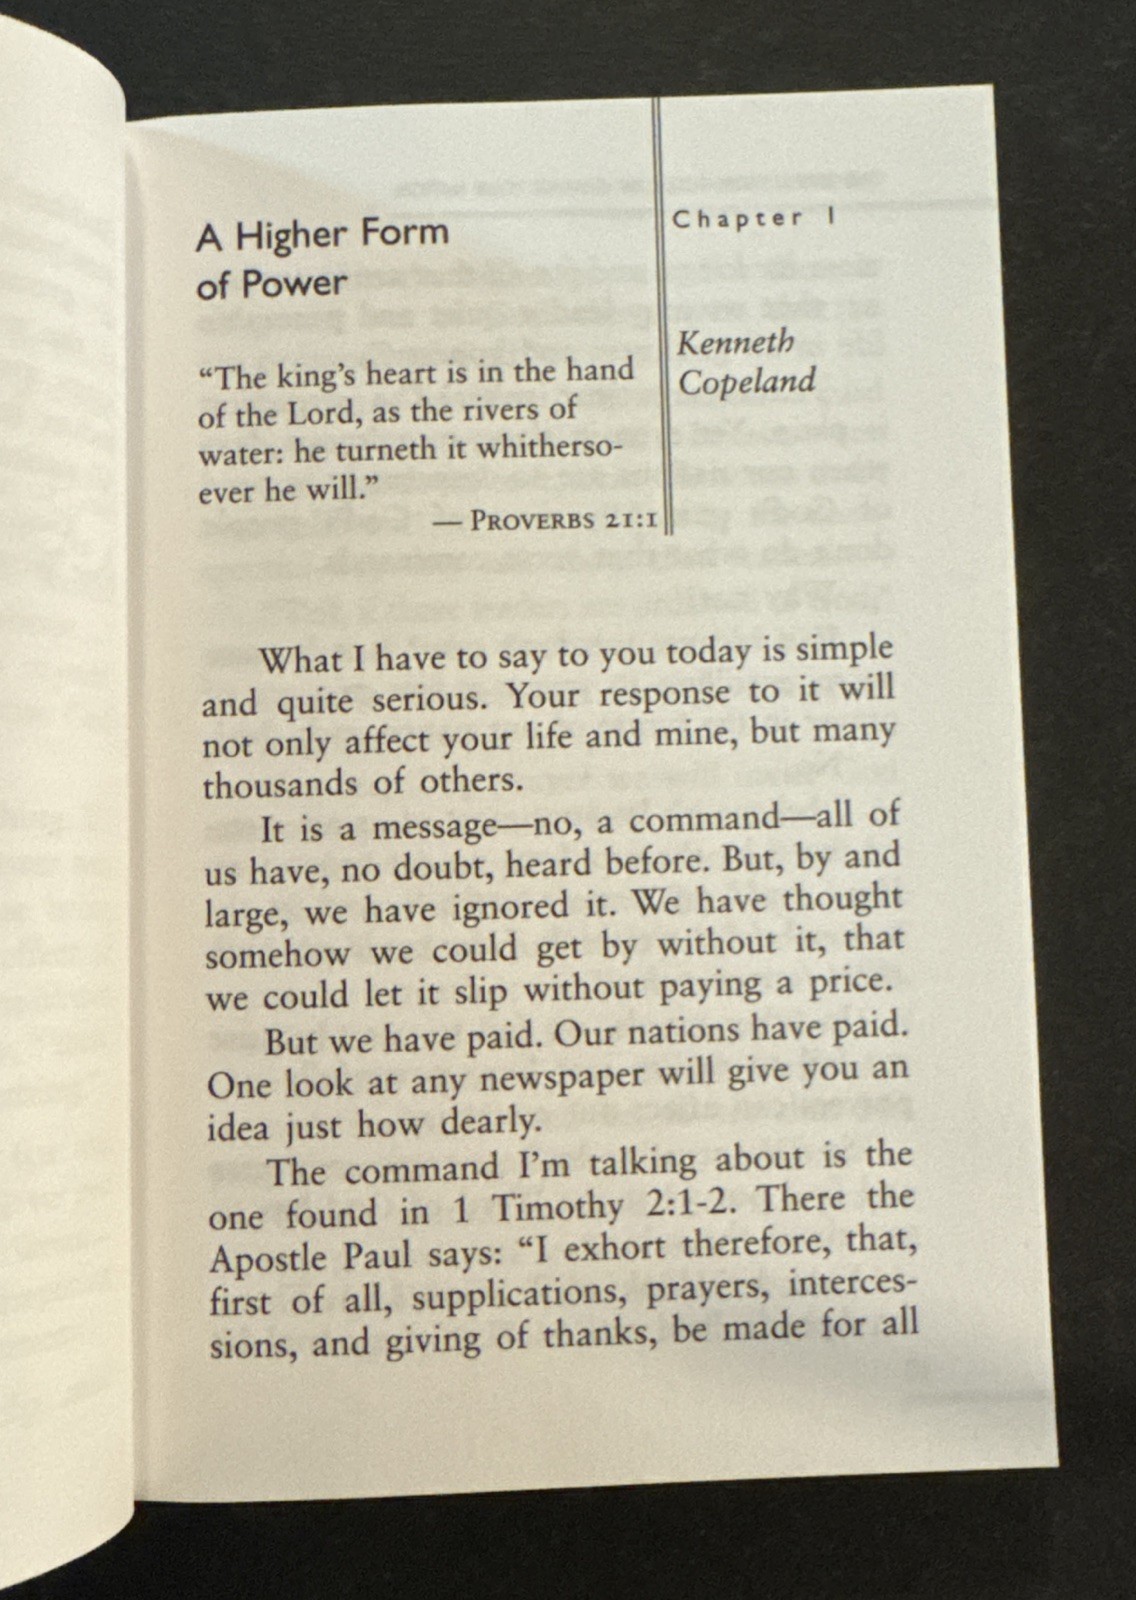 Chapter 1
A Higher Form
of Power
Kenneth
Copeland
“The king’s heart is in the hand
of the Lord, as the rivers of
water: he turneth it whitherso-
ever he will.”
— PROVERBS 21:1
What I have to say to you today is simple
and quite serious. Your response to it will
not only affect your life and mine, but many
thousands of others.
It is a message—no, a command—all of
us have, no doubt, heard before. But, by and
large, we have ignored it. We have thought
somehow we could get by without it, that
we could let it slip without paying a price.
But we have paid. Our nations have paid.
One look at any newspaper will give you an
idea just how dearly.
The command I’m talking about is the
one found in 1 Timothy 2:1-2. There the
Apostle Paul says: “I exhort therefore, that,
first of all, supplications, prayers, interces-
sions, and giving of thanks, be made for all